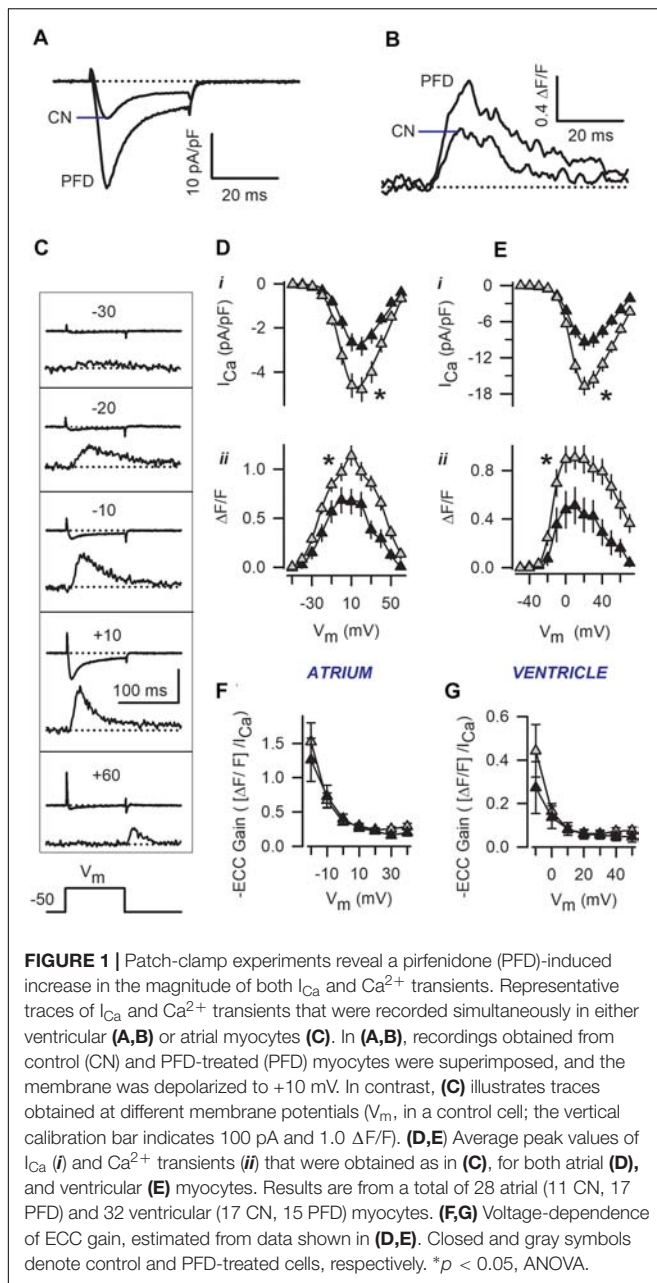 A
CN
PFD
10 pA/pF
20 ms
B
PFD
CN
0.4 ΔF/F
20 ms
C
-30
-20
-10
+10
100 ms
+60
Vm
-50
D
i
0
-2
-4
ICa (pA/pF)
*
ii
1.0
0.5
0.0
ΔF/F
*
-30 10 50
Vm (mV)
E
i
0
-6
-12
-18
ICa (pA/pF)
*
ii
0.8
0.4
0.0
ΔF/F
*
-40 0 40
Vm (mV)
ATRIUM
VENTRICLE
F
1.5
1.0
0.5
0.0
-ECC Gain ( [ΔF/ F] /ICa)
-10 10 30
Vm (mV)
G
0.6
0.4
0.2
0.0
-ECC Gain ( [ΔF/F] /ICa)
0 20 40
Vm (mV)
FIGURE 1 | Patch-clamp experiments reveal a pirfenidone (PFD)-induced
increase in the magnitude of both ICa and Ca2+ transients. Representative
traces of ICa and Ca2+ transients that were recorded simultaneously in either
ventricular (A,B) or atrial myocytes (C). In (A,B), recordings obtained from
control (CN) and PFD-treated (PFD) myocytes were superimposed, and the
membrane was depolarized to +10 mV. In contrast, (C) illustrates traces
obtained at different membrane potentials (Vm, in a control cell; the vertical
calibration bar indicates 100 pA and 1.0 ΔF/F). (D,E) Average peak values of
ICa (i) and Ca2+ transients (ii) that were obtained as in (C), for both atrial (D),
and ventricular (E) myocytes. Results are from a total of 28 atrial (11 CN, 17
PFD) and 32 ventricular (17 CN, 15 PFD) myocytes. (F,G) Voltage-dependence
of ECC gain, estimated from data shown in (D,E). Closed and gray symbols
denote control and PFD-treated cells, respectively. *p < 0.05, ANOVA.